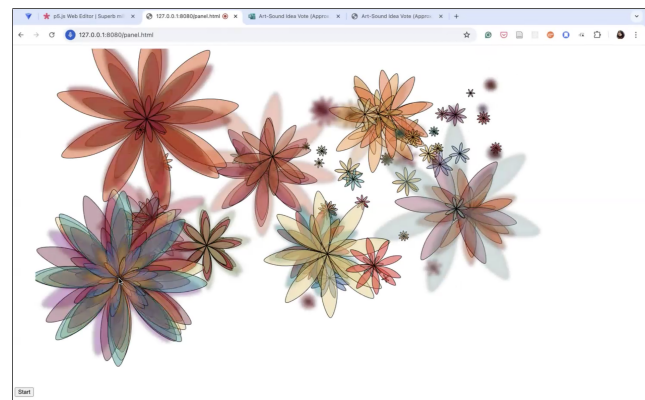 p5.js Web Editor | Superb m
127.0.0.1:8080/panel.html
Art-Sound Idea Vote (Approv
Art-Sound Idea Vote (Approv
127.0.0.1:8080/panel.html
Start